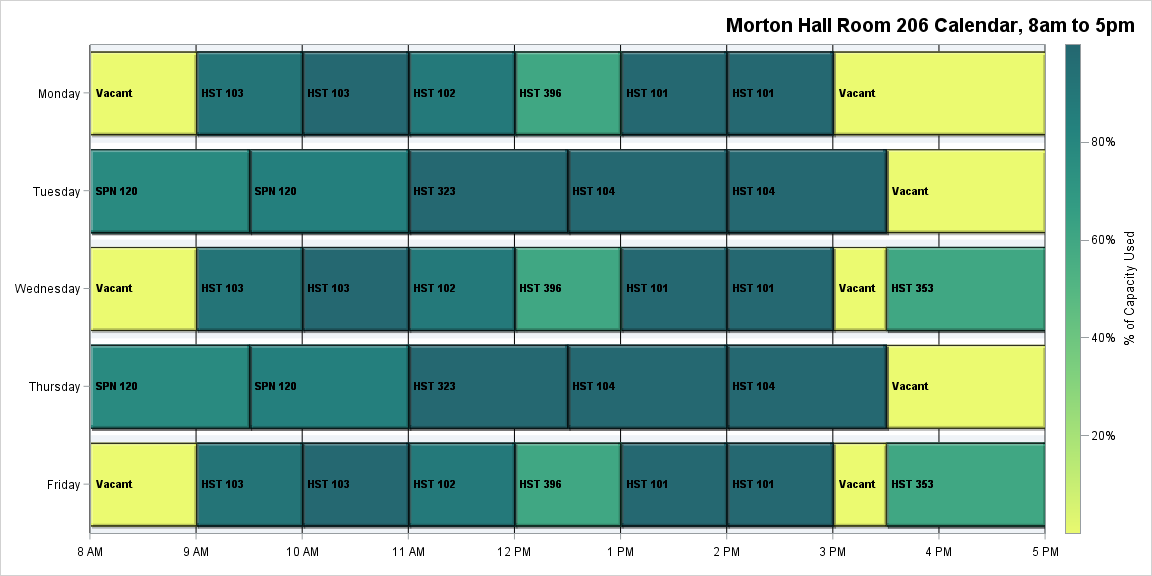 Morton Hall Room 206 Calendar, 8am to 5pm
Monday
Vacant HST 103 HST 103 HST 102 HST 396 HST 101 HST 101 Vacant
Tuesday
SPN 120 SPN 120 HST 323 HST 104 HST 104 Vacant
Wednesday
Vacant HST 103 HST 103 HST 102 HST 396 HST 101 HST 101 Vacant HST 353
Thursday
SPN 120 SPN 120 HST 323 HST 104 HST 104 Vacant
Friday
Vacant HST 103 HST 103 HST 102 HST 396 HST 101 HST 101 Vacant HST 353
8 AM 9 AM 10 AM 11 AM 12 PM 1 PM 2 PM 3 PM 4 PM 5 PM
80%
60%
40%
20%
% of Capacity Used